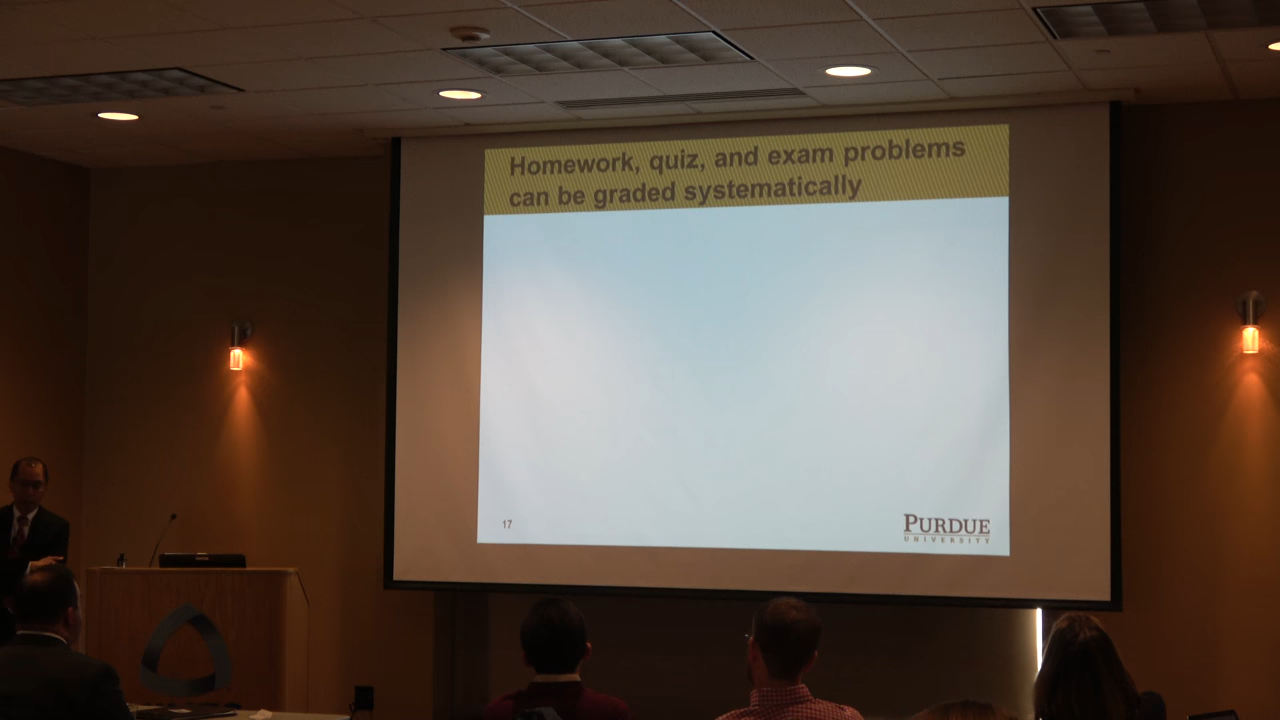 Homework, quiz, and exam problems
can be graded systematically
17
PURDUE
UNIVERSITY